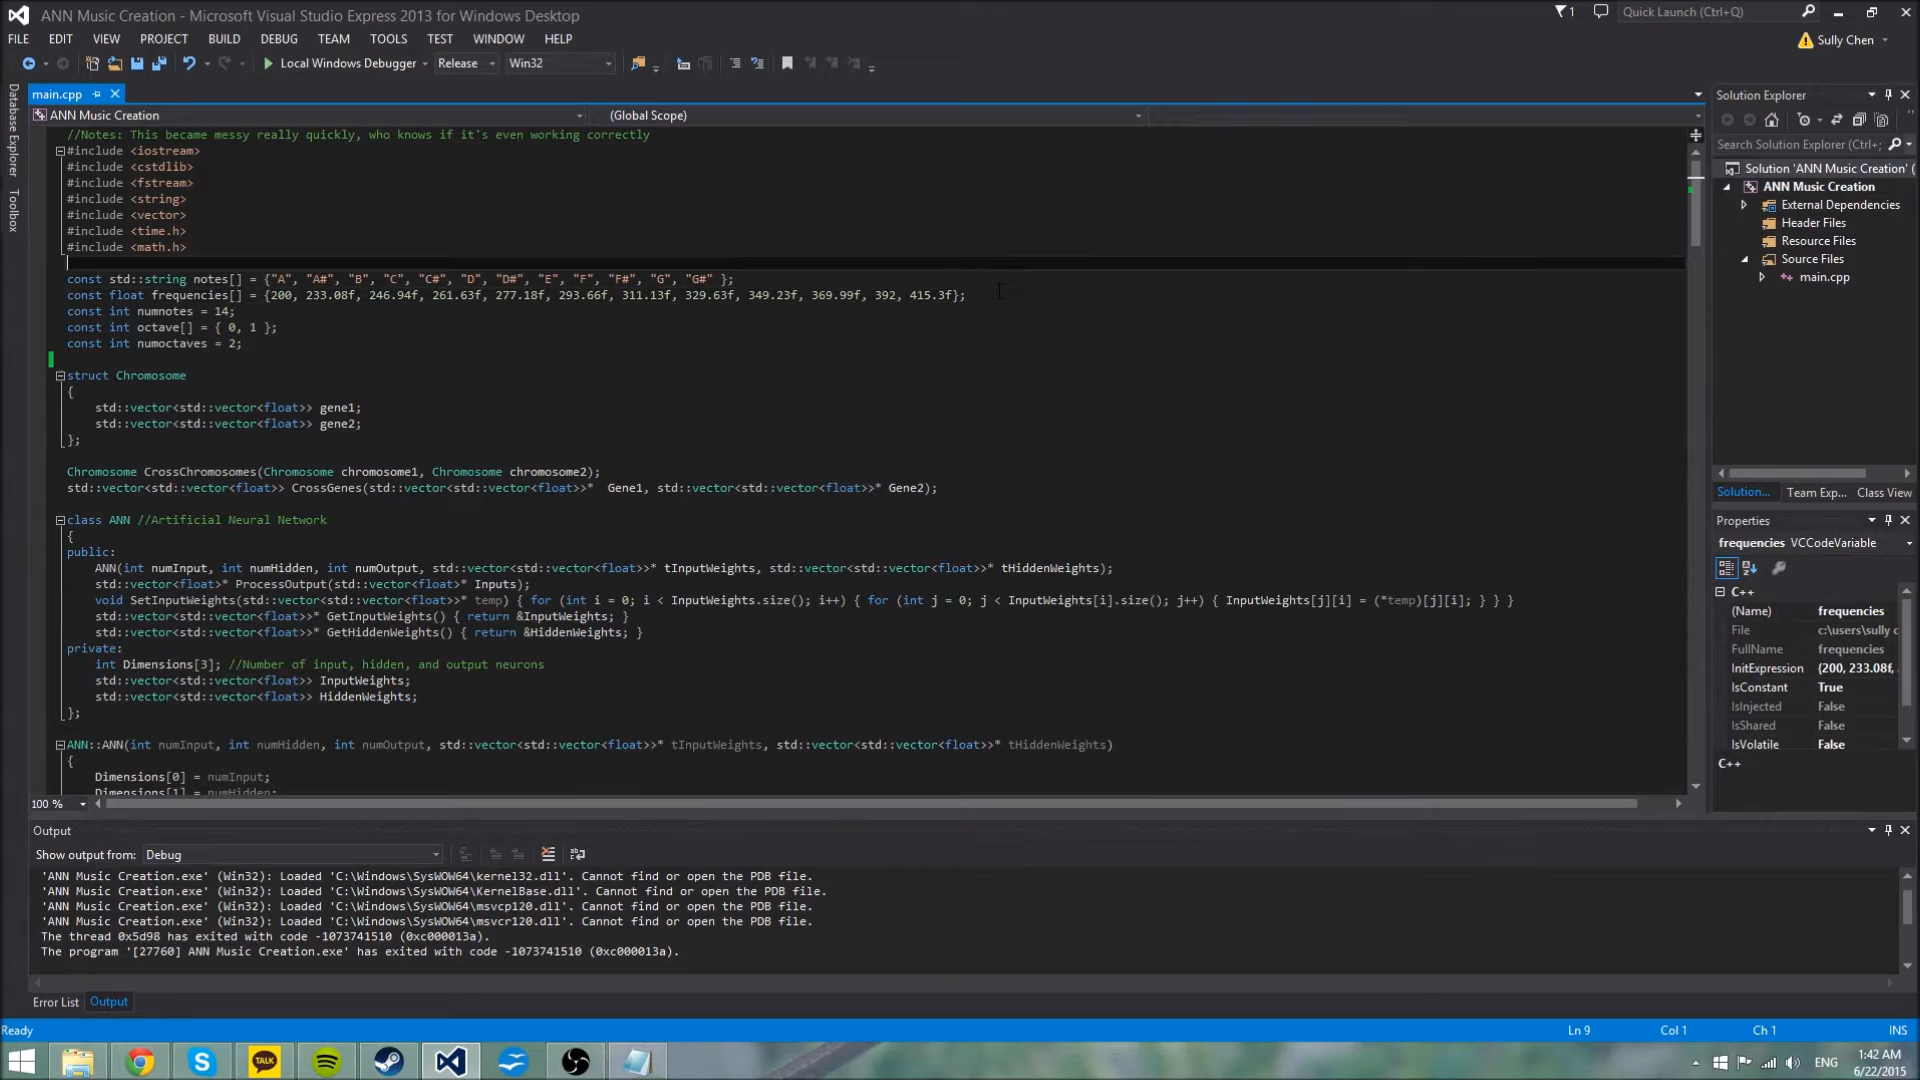 ANN Music Creation - Microsoft Visual Studio Express 2013 for Windows Desktop
1
Quick Launch (Ctrl+Q)
FILE EDIT VIEW PROJECT BUILD DEBUG TEAM TOOLS TEST WINDOW HELP
Sully Chen
Local Windows Debugger Release Win32
Database Explorer
Toolbox
main.cpp
ANN Music Creation
(Global Scope)
//Notes: This became messy really quickly, who knows if it's even working correctly
#include <iostream>
#include <cstdlib>
#include <fstream>
#include <string>
#include <vector>
#include <time.h>
#include <math.h>
const std::string notes[] = {"A", "A#", "B", "C", "C#", "D", "D#", "E", "F", "F#", "G", "G#" };
const float frequencies[] = {200, 233.08f, 246.94f, 261.63f, 277.18f, 293.66f, 311.13f, 329.63f, 349.23f, 369.99f, 392, 415.3f};
const int numnotes = 14;
const int octave[] = { 0, 1 };
const int numoctaves = 2;
struct Chromosome
{
std::vector<std::vector<float>> gene1;
std::vector<std::vector<float>> gene2;
};
Chromosome CrossChromosomes(Chromosome chromosome1, Chromosome chromosome2);
std::vector<std::vector<float>> CrossGenes(std::vector<std::vector<float>>* Gene1, std::vector<std::vector<float>>* Gene2);
class ANN //Artificial Neural Network
{
public:
ANN(int numInput, int numHidden, int numOutput, std::vector<std::vector<float>>* tInputWeights, std::vector<std::vector<float>>* tHiddenWeights);
std::vector<float>* ProcessOutput(std::vector<float>* Inputs);
void SetInputWeights(std::vector<std::vector<float>>* temp) { for (int i = 0; i < InputWeights.size(); i++) { for (int j = 0; j < InputWeights[i].size(); j++) { InputWeights[j][i] = (*temp)[j][i]; } } }
std::vector<std::vector<float>>* GetInputWeights() { return &InputWeights; }
std::vector<std::vector<float>>* GetHiddenWeights() { return &HiddenWeights; }
private:
int Dimensions[3]; //Number of input, hidden, and output neurons
std::vector<std::vector<float>> InputWeights;
std::vector<std::vector<float>> HiddenWeights;
};
ANN::ANN(int numInput, int numHidden, int numOutput, std::vector<std::vector<float>>* tInputWeights, std::vector<std::vector<float>>* tHiddenWeights)
{
Dimensions[0] = numInput;
Dimensions[1] = numHidden;
100 %
Solution Explorer
Search Solution Explorer (Ctrl+;
Solution 'ANN Music Creation' (
ANN Music Creation
External Dependencies
Header Files
Resource Files
Source Files
main.cpp
Solution... Team Exp... Class View
Properties
frequencies VCCodeVariable
C++
(Name) frequencies
File c:\users\sully c
FullName frequencies
InitExpression {200, 233.08f,
IsConstant True
IsInjected False
IsShared False
IsVolatile False
C++
Output
Show output from: Debug
'ANN Music Creation.exe' (Win32): Loaded 'C:\Windows\SysWOW64\kernel32.dll'. Cannot find or open the PDB file.
'ANN Music Creation.exe' (Win32): Loaded 'C:\Windows\SysWOW64\KernelBase.dll'. Cannot find or open the PDB file.
'ANN Music Creation.exe' (Win32): Loaded 'C:\Windows\SysWOW64\msvcp120.dll'. Cannot find or open the PDB file.
'ANN Music Creation.exe' (Win32): Loaded 'C:\Windows\SysWOW64\msvcr120.dll'. Cannot find or open the PDB file.
The thread 0x5d98 has exited with code -1073741510 (0xc000013a).
The program '[27760] ANN Music Creation.exe' has exited with code -1073741510 (0xc000013a).
Error List Output
Ready
Ln 9 Col 1 Ch 1 INS
TALK
ENG
1:42 AM
6/22/2015